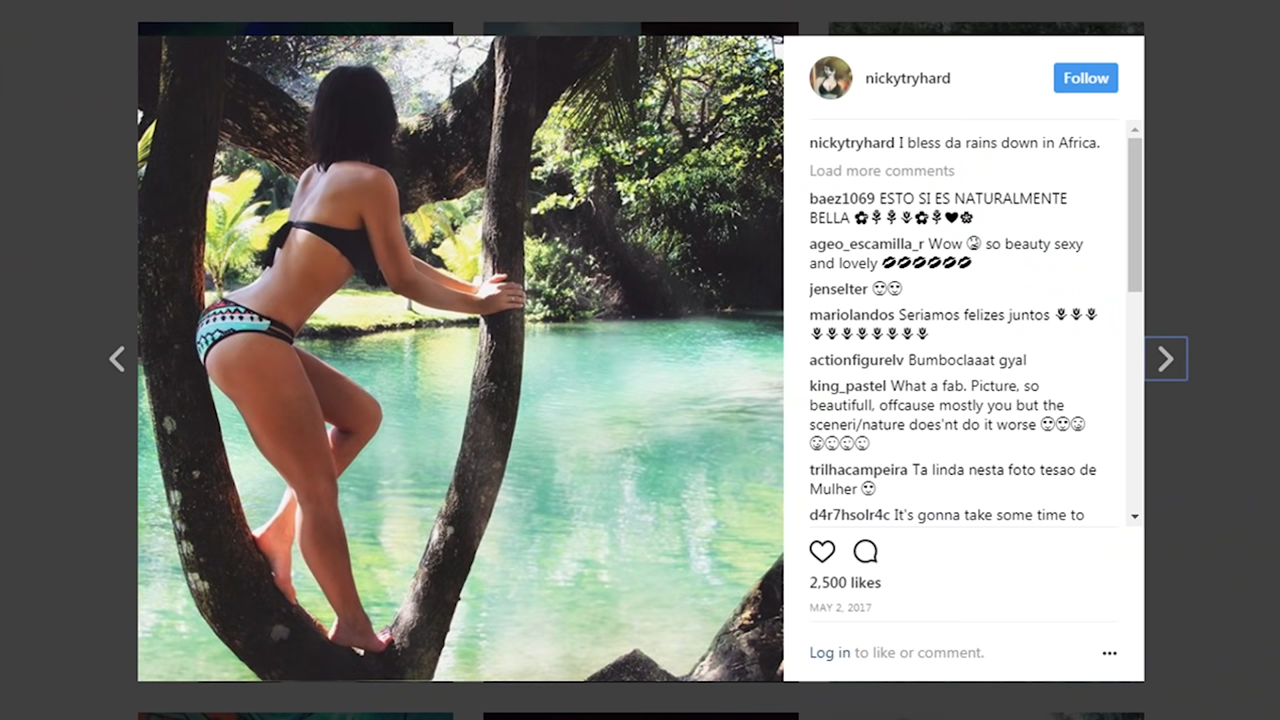 nickytryhard
Follow
nickytryhard I bless da rains down in Africa.
Load more comments
baez1069 ESTO SI ES NATURALMENTE
BELLA ✿⚘⚘⚘✿⚘♥✿
ageo_escamilla_r Wow 😘 so beauty sexy
and lovely 💋💋💋💋💋💋
jenselter 😍😍
mariolandos Seriamos felizes juntos 🌷🌷🌷
🌷🌷🌷🌷🌷🌷🌷🌷
actionfigurelv Bumboclaaat gyal
king_pastel What a fab. Picture, so
beautifull, offcause mostly you but the
sceneri/nature does'nt do it worse 😍😍😘
😘😍😍😍
trilhacampeira Ta linda nesta foto tesao de
Mulher 😍
d4r7hsolr4c It's gonna take some time to
2,500 likes
MAY 2, 2017
Log in to like or comment.